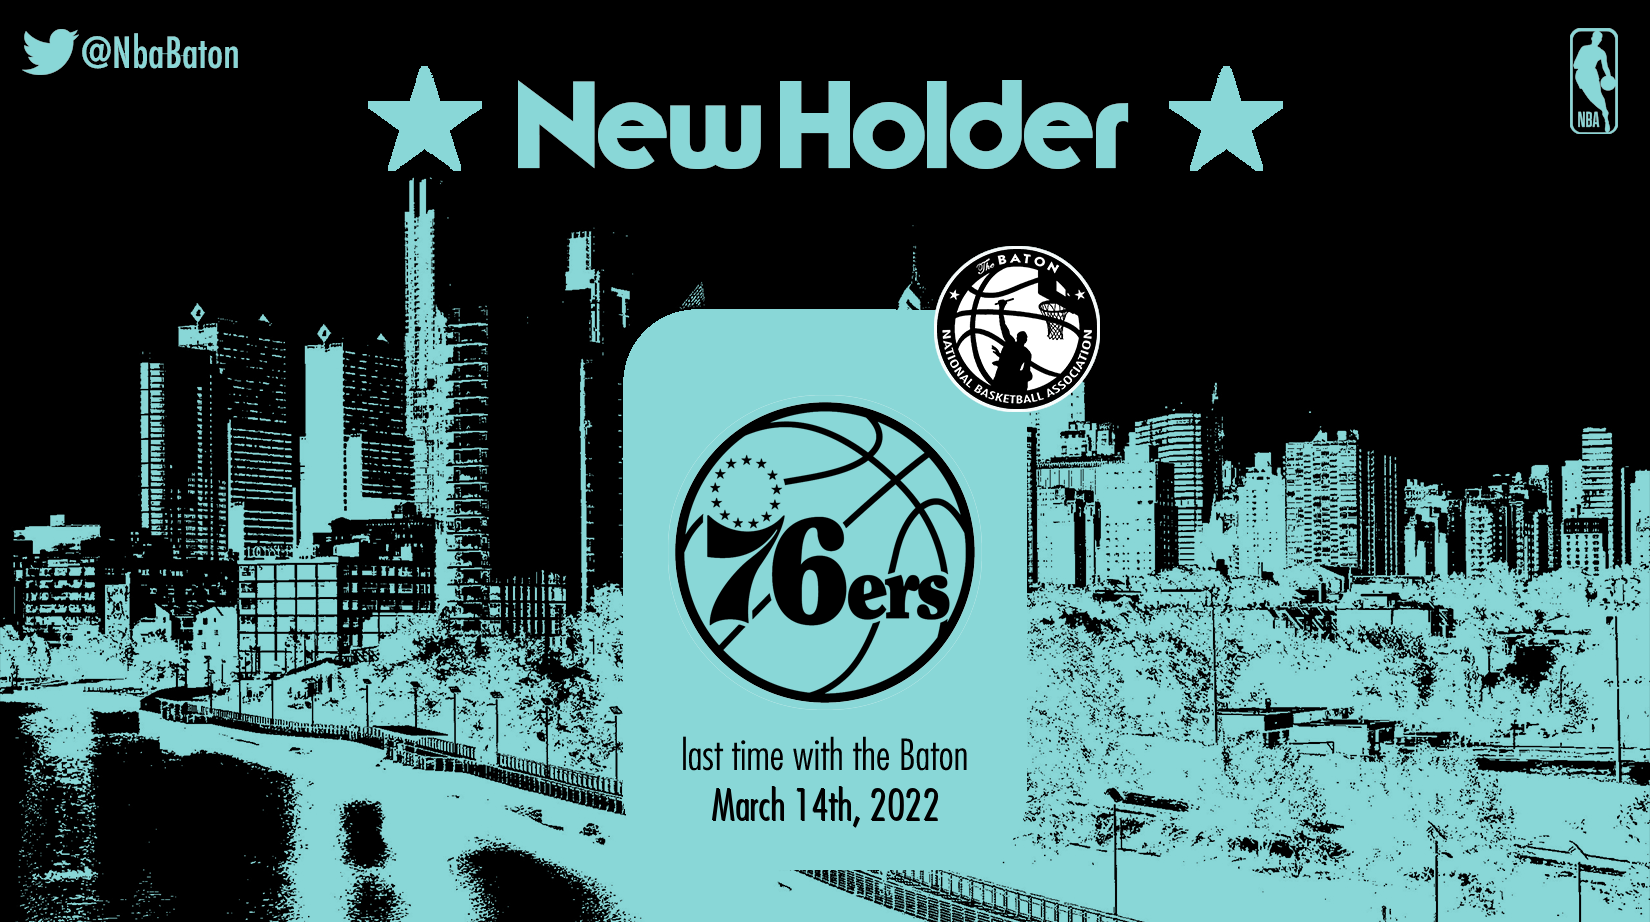 @NbaBaton
NBA
New Holder
The BATON
NATIONAL BASKETBALL ASSOCIATION
76ers
last time with the Baton
March 14th, 2022